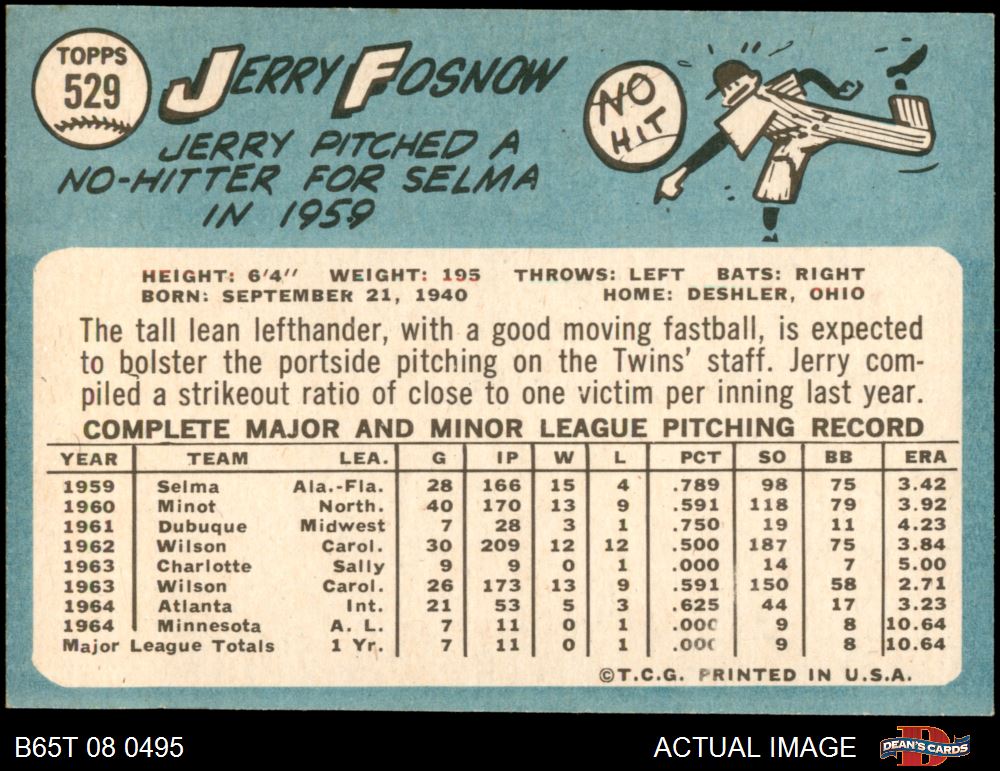 TOPPS
529
JERRY FOSNOW
JERRY PITCHED A
NO-HITTER FOR SELMA
IN 1959
NO
HIT
HEIGHT: 6'4" WEIGHT: 195 THROWS: LEFT BATS: RIGHT
BORN: SEPTEMBER 21, 1940 HOME: DESHLER, OHIO
The tall lean lefthander, with a good moving fastball, is expected
to bolster the portside pitching on the Twins' staff. Jerry com-
piled a strikeout ratio of close to one victim per inning last year.
COMPLETE MAJOR AND MINOR LEAGUE PITCHING RECORD
YEAR TEAM LEA. G IP W L PCT SO BB ERA
1959 Selma Ala.-Fla. 28 166 15 4 .789 98 75 3.42
1960 Minot North. 40 170 13 9 .591 118 79 3.92
1961 Dubuque Midwest 7 28 3 1 .750 19 11 4.23
1962 Wilson Carol. 30 209 12 12 .500 187 75 3.84
1963 Charlotte Sally 9 9 0 1 .000 14 7 5.00
1963 Wilson Carol. 26 173 13 9 .591 150 58 2.71
1964 Atlanta Int. 21 53 5 3 .625 44 17 3.23
1964 Minnesota A. L. 7 11 0 1 .000 9 8 10.64
Major League Totals 1 Yr. 7 11 0 1 .000 9 8 10.64
©T.C.G. PRINTED IN U.S.A.
B65T 08 0495 ACTUAL IMAGE DEAN'S CARDS